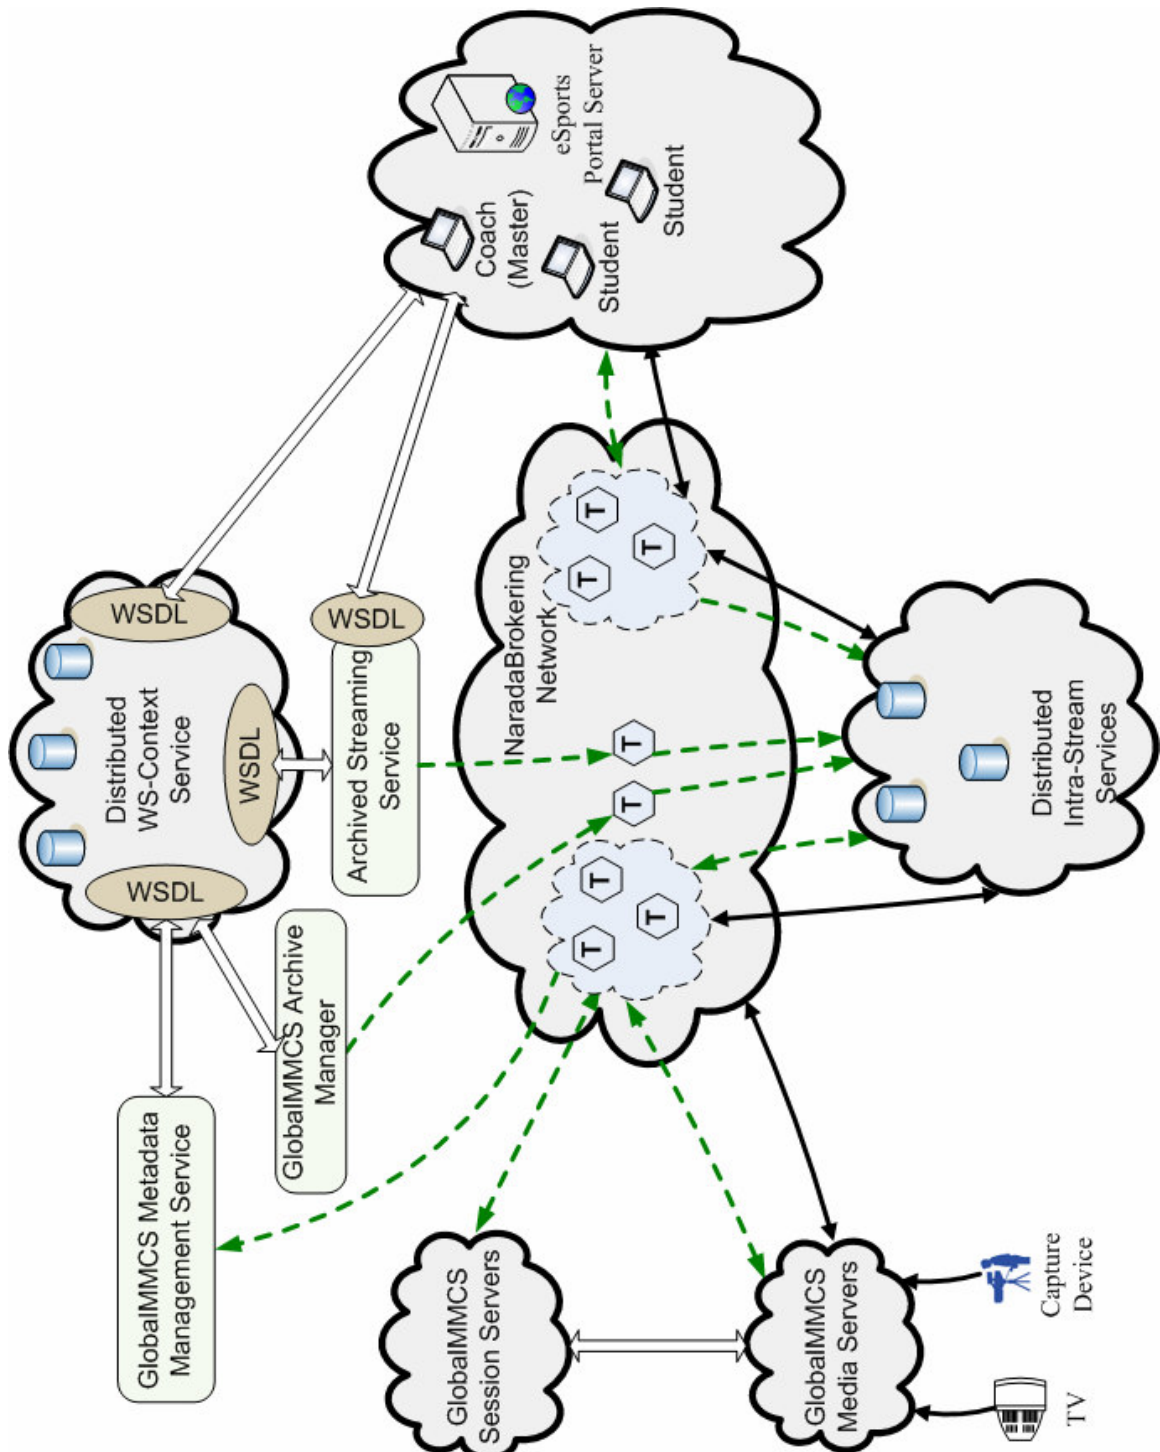 GlobalMMCS Metadata
Management Service
GlobalMMCS Archive
Manager
WSDL
Distributed
WS-Context
Service
WSDL
WSDL
Archived Streaming
Service
WSDL
Coach
(Master)
eSports
Portal Server
Student
Student
GlobalMMCS
Session Servers
NaradaBrokering
Network
T
T
T
T
T
T
T
T
GlobalMMCS
Media Servers
Distributed
Intra-Stream
Services
TV
Capture
Device